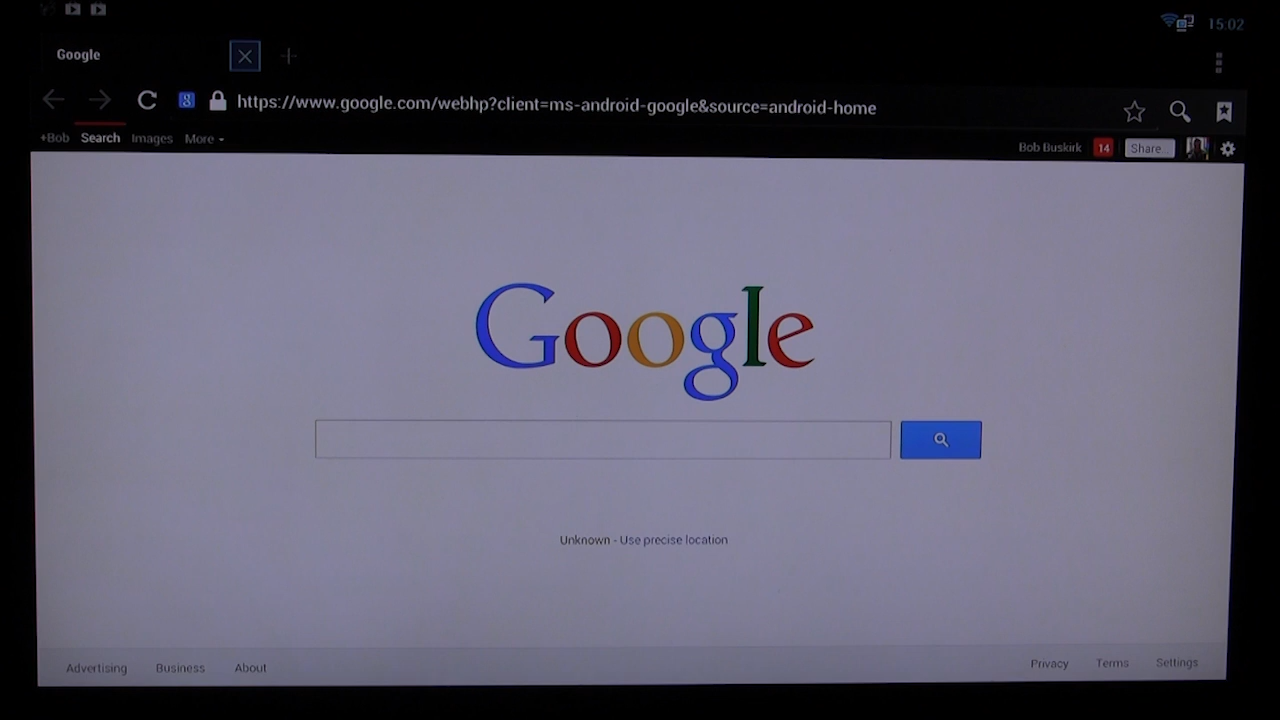 15:02
Google
https://www.google.com/webhp?client=ms-android-google&source=android-home
+Bob Search Images More
Bob Buskirk 14 Share...
Google
Unknown - Use precise location
Advertising Business About
Privacy Terms Settings